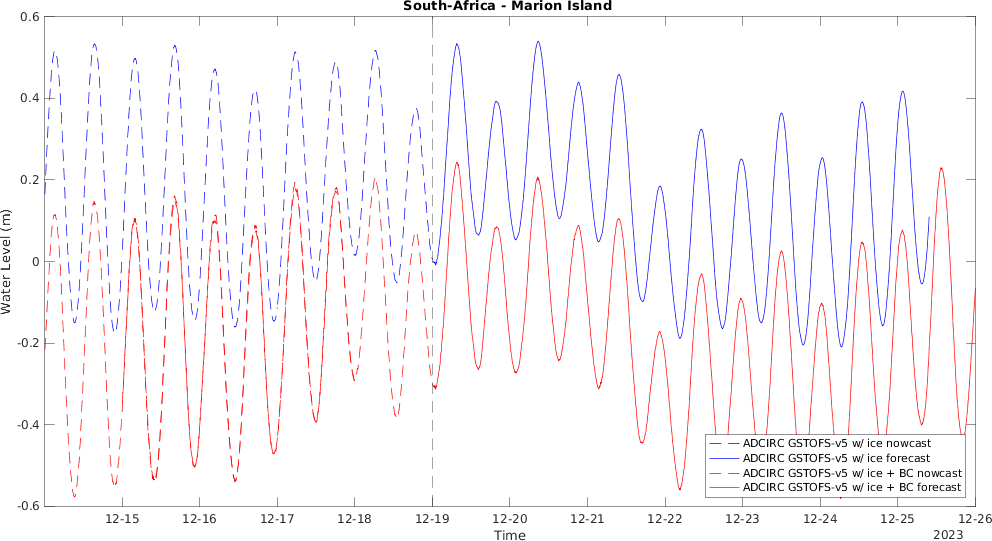 South-Africa - Marion Island
Water Level (m)
0.6
0.4
0.2
0
-0.2
-0.4
-0.6
12-15
12-16
12-17
12-18
12-19
12-20
12-21
12-22
12-23
12-24
12-25
12-26
Time
2023
ADCIRC GSTOFS-v5 w/ ice nowcast
ADCIRC GSTOFS-v5 w/ ice forecast
ADCIRC GSTOFS-v5 w/ ice + BC nowcast
ADCIRC GSTOFS-v5 w/ ice + BC forecast